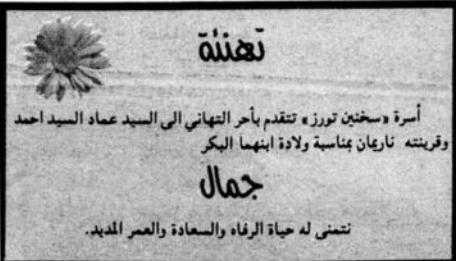 تهنئة
أسرة «سخنين تورز» تتقدم بأحر التهاني الى السيد عماد السيد احمد
وقرينته ناريمان بمناسبة ولادة ابنهما البكر
جمال
نتمنى له حياة الرفاه والسعادة والعمر المديد.